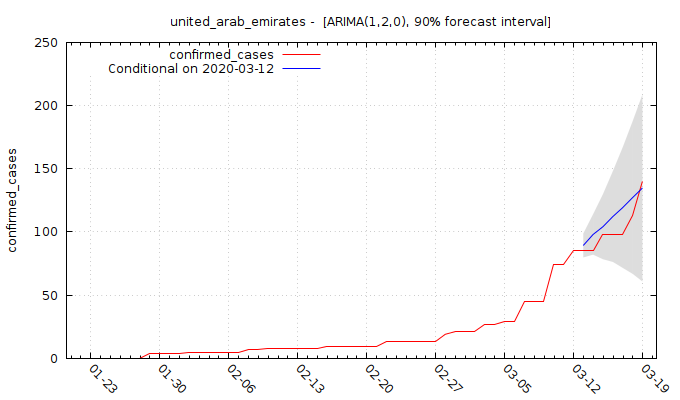 united_arab_emirates -  [ARIMA(1,2,0), 90% forecast interval]
confirmed_cases
Conditional on 2020-03-12
confirmed_cases
250
200
150
100
50
0
01-23 01-30 02-06 02-13 02-20 02-27 03-05 03-12 03-19